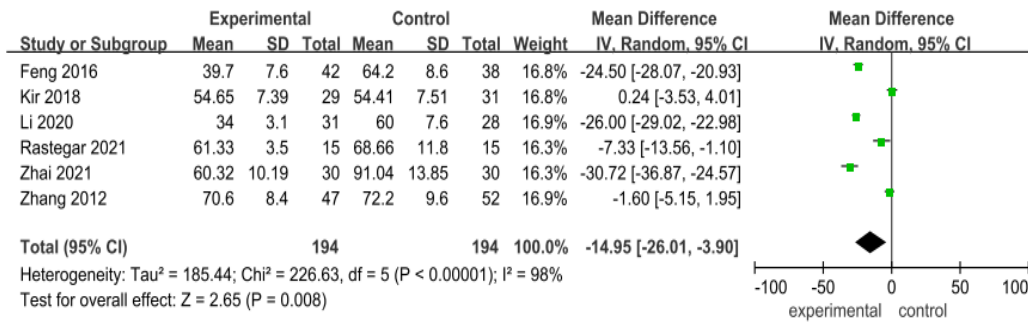 Experimental Control Mean Difference Mean Difference
Study or Subgroup Mean SD Total Mean SD Total Weight IV, Random, 95% CI IV, Random, 95% CI
Feng 2016 39.7 7.6 42 64.2 8.6 38 16.8% -24.50 [-28.07, -20.93]
Kir 2018 54.65 7.39 29 54.41 7.51 31 16.8% 0.24 [-3.53, 4.01]
Li 2020 34 3.1 31 60 7.6 28 16.9% -26.00 [-29.02, -22.98]
Rastegar 2021 61.33 3.5 15 68.66 11.8 15 16.3% -7.33 [-13.56, -1.10]
Zhai 2021 60.32 10.19 30 91.04 13.85 30 16.3% -30.72 [-36.87, -24.57]
Zhang 2012 70.6 8.4 47 72.2 9.6 52 16.9% -1.60 [-5.15, 1.95]
Total (95% CI) 194 194 100.0% -14.95 [-26.01, -3.90]
Heterogeneity: Tau² = 185.44; Chi² = 226.63, df = 5 (P < 0.00001); I² = 98%
Test for overall effect: Z = 2.65 (P = 0.008)
-100 -50 0 50 100
experimental control